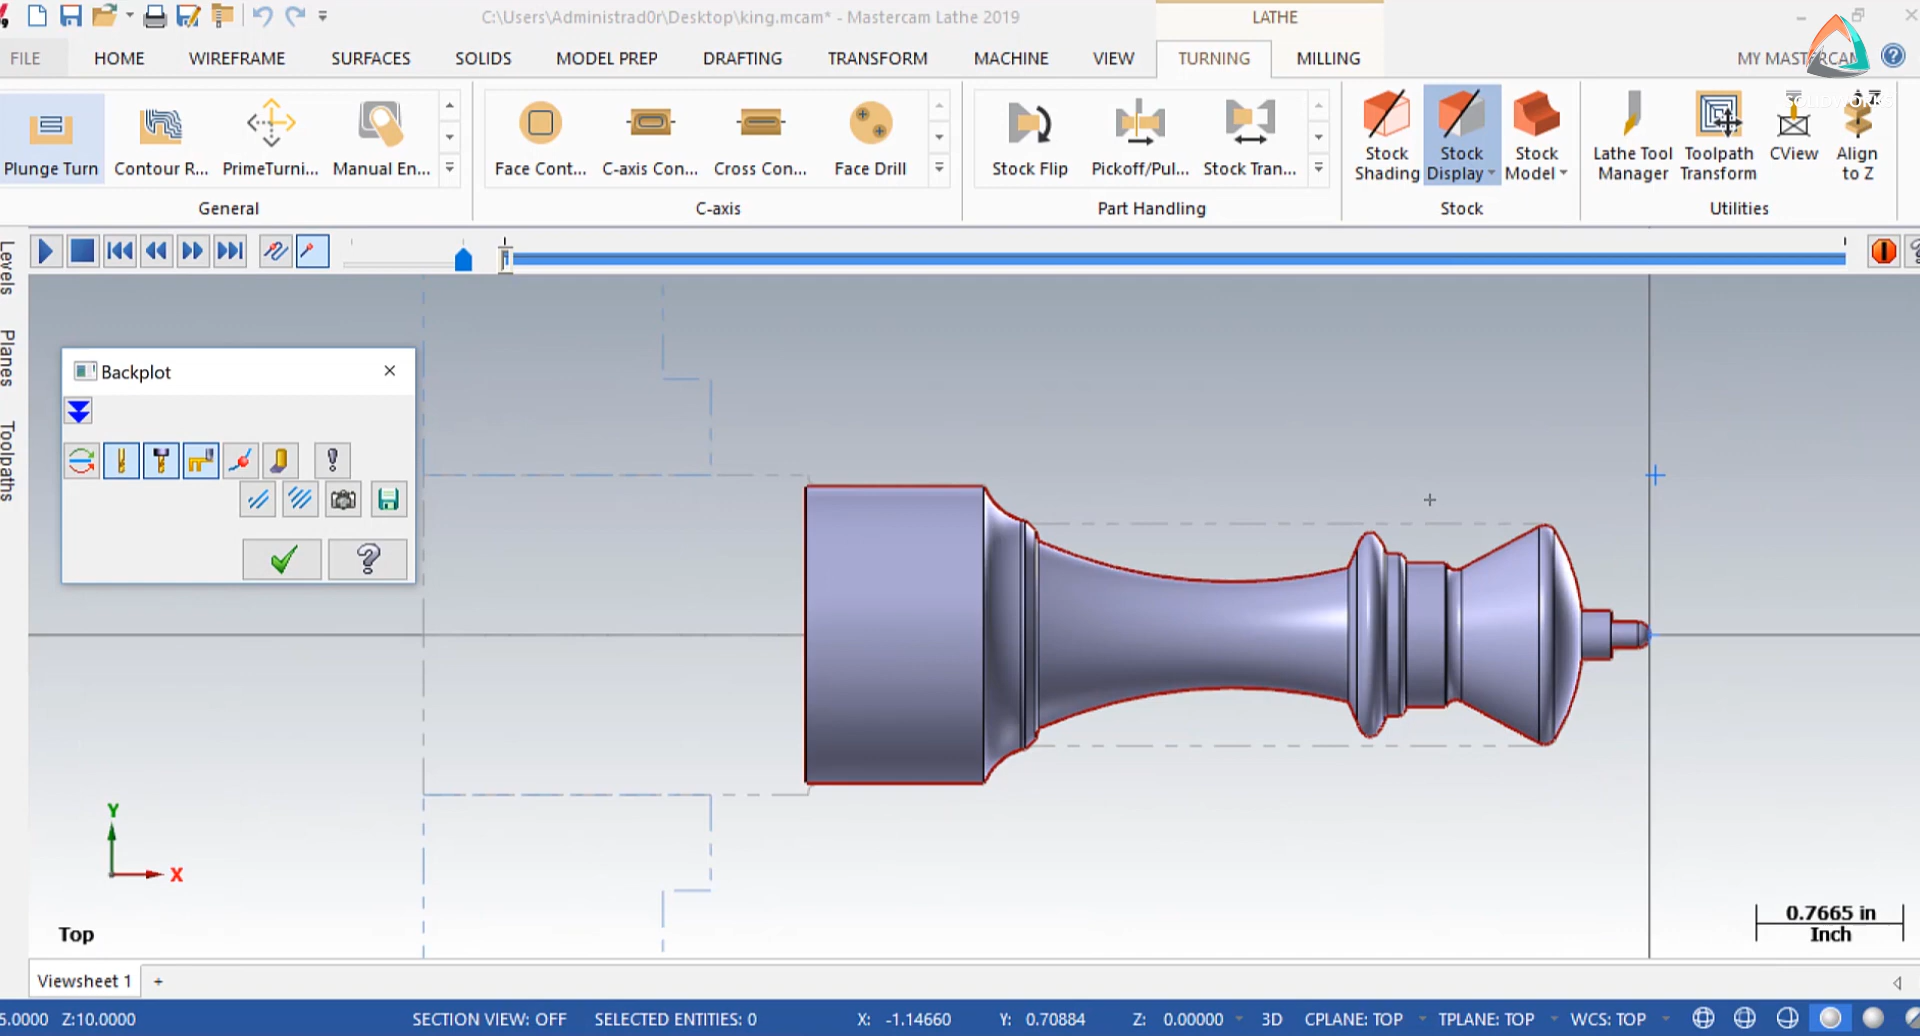 C:\Users\Administrad0r\Desktop\king.mcam* - Mastercam Lathe 2019
LATHE
FILE HOME WIREFRAME SURFACES SOLIDS MODEL PREP DRAFTING TRANSFORM MACHINE VIEW TURNING MILLING MY MASTERCAM
SOLIDWORKS
Plunge Turn Contour R... PrimeTurni... Manual En... Face Cont... C-axis Con... Cross Con... Face Drill Stock Flip Pickoff/Pul... Stock Tran...
Stock Shading
Stock Display
Stock Model
Lathe Tool Manager
Toolpath Transform
CView
Align to Z
General C-axis Part Handling Stock Utilities
Levels
Planes
Toolpaths
Backplot
Y
X
Top
0.7665 in
Inch
Viewsheet 1 +
5.0000 Z:10.0000 SECTION VIEW: OFF SELECTED ENTITIES: 0 X: -1.14660 Y: 0.70884 Z: 0.00000 3D CPLANE: TOP TPLANE: TOP WCS: TOP